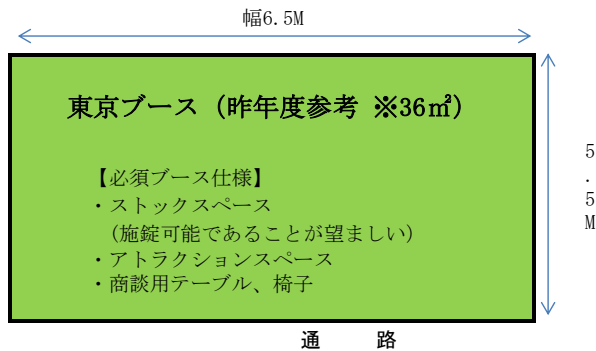 幅6.5M
東京ブース（昨年度参考　※36㎡）
【必須ブース仕様】
・ストックスペース
（施錠可能であることが望ましい）
・アトラクションスペース
・商談用テーブル、椅子
5.5M
通　　路